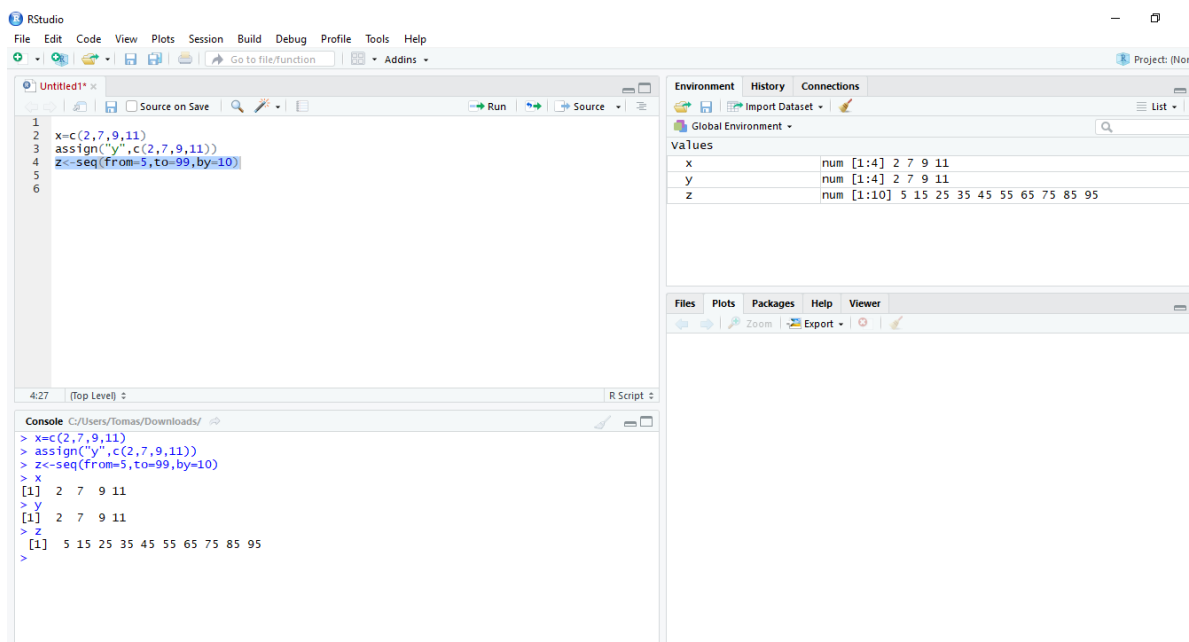 RStudio
File Edit Code View Plots Session Build Debug Profile Tools Help
Go to file/function Addins Project: (Nor
Untitled1*
Source on Save Run Source
1
2 x=c(2,7,9,11)
3 assign("y",c(2,7,9,11))
4 z<-seq(from=5,to=99,by=10)
5
6
4:27 (Top Level) R Script
Console C:/Users/Tomas/Downloads/
> x=c(2,7,9,11)
> assign("y",c(2,7,9,11))
> z<-seq(from=5,to=99,by=10)
> x
[1] 2 7 9 11
> y
[1] 2 7 9 11
> z
[1] 5 15 25 35 45 55 65 75 85 95
>
Environment History Connections
Import Dataset List
Global Environment
Values
x num [1:4] 2 7 9 11
y num [1:4] 2 7 9 11
z num [1:10] 5 15 25 35 45 55 65 75 85 95
Files Plots Packages Help Viewer
Zoom Export